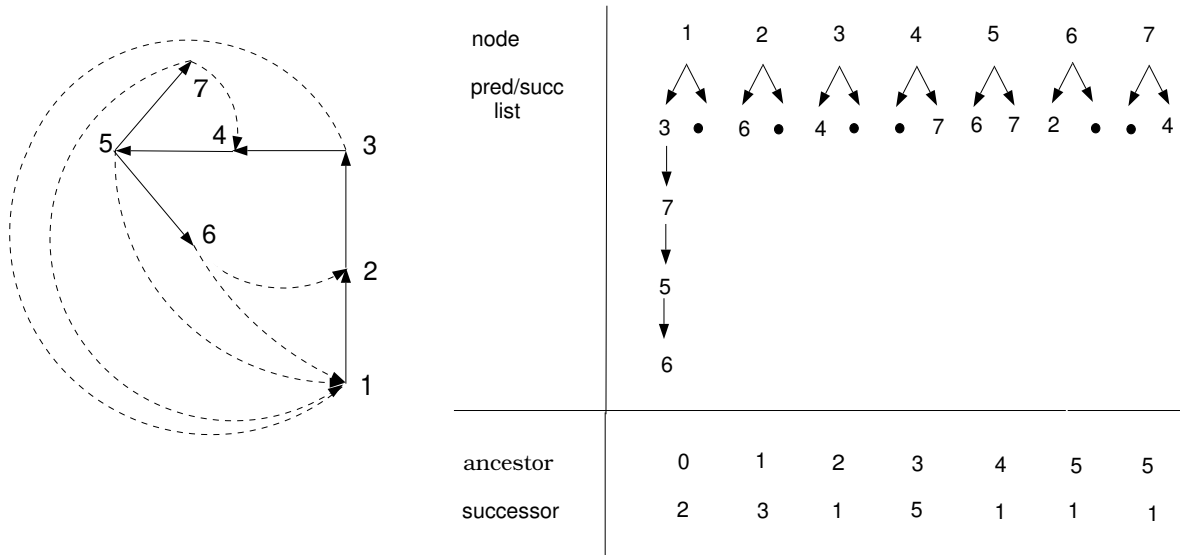 7
4
5
3
6
2
1
node 1 2 3 4 5 6 7
pred/succ
list
3 • 6 • 4 • • 7 6 7 2 • • 4
7
5
6
ancestor 0 1 2 3 4 5 5
successor 2 3 1 5 1 1 1